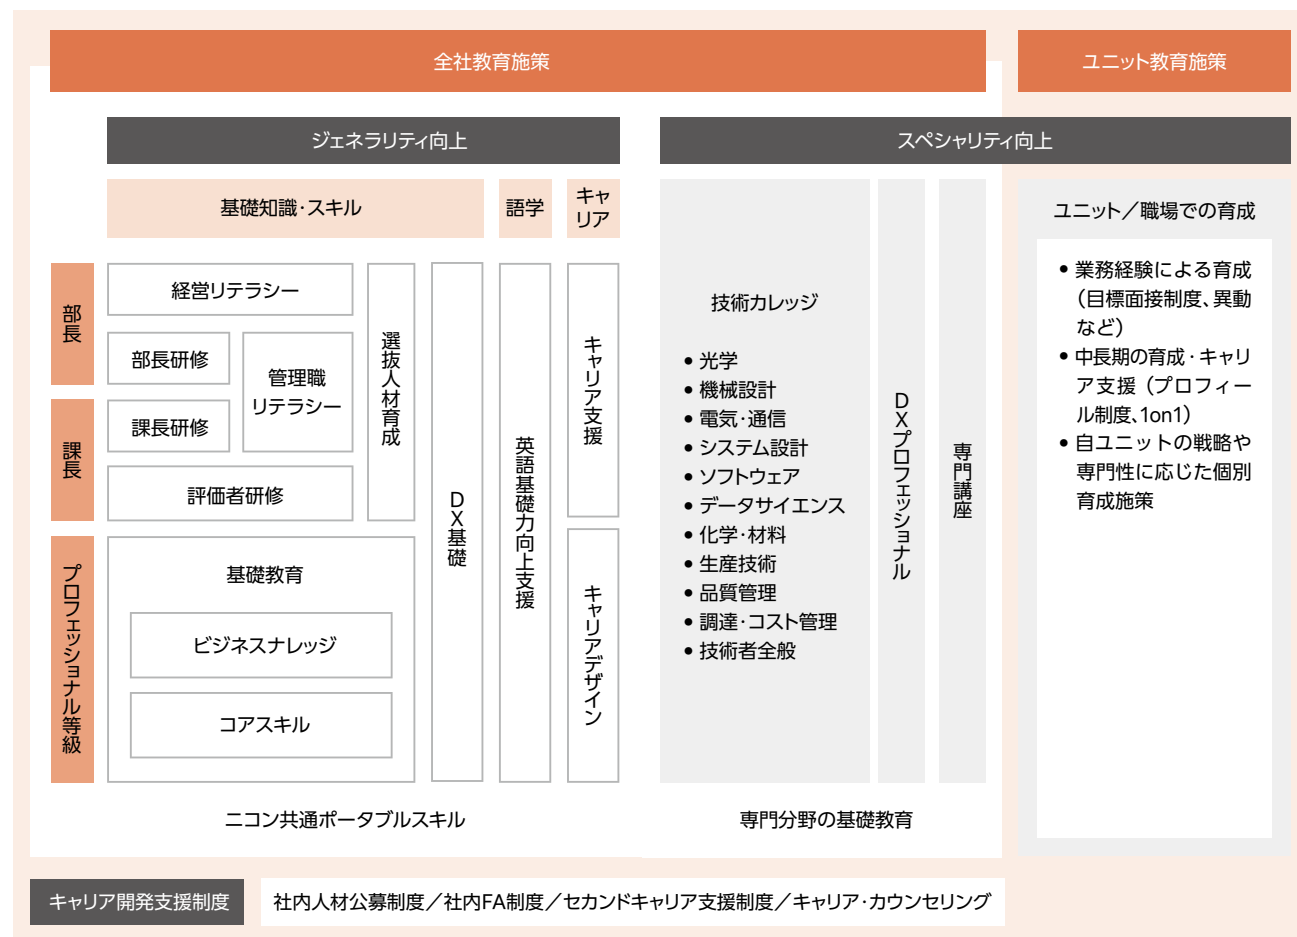 全社教育施策
ユニット教育施策
ジェネラリティ向上
スペシャリティ向上
基礎知識・スキル
語学
キャ
リア
部長
課長
プロフェッショナル等級
経営リテラシー
部長研修
管理職
リテラシー
課長研修
評価者研修
選抜人材育成
基礎教育
ビジネスナレッジ
コアスキル
DX基礎
英語基礎力向上支援
キャリア支援
キャリアデザイン
ニコン共通ポータブルスキル
技術カレッジ
● 光学
● 機械設計
● 電気・通信
● システム設計
● ソフトウェア
● データサイエンス
● 化学・材料
● 生産技術
● 品質管理
● 調達・コスト管理
● 技術者全般
DXプロフェッショナル
専門講座
専門分野の基礎教育
ユニット／職場での育成
● 業務経験による育成
（目標面接制度、異動
など）
● 中長期の育成・キャリ
ア支援（プロフィー
ル制度、1on1）
● 自ユニットの戦略や
専門性に応じた個別
育成施策
キャリア開発支援制度
社内人材公募制度／社内FA制度／セカンドキャリア支援制度／キャリア・カウンセリング